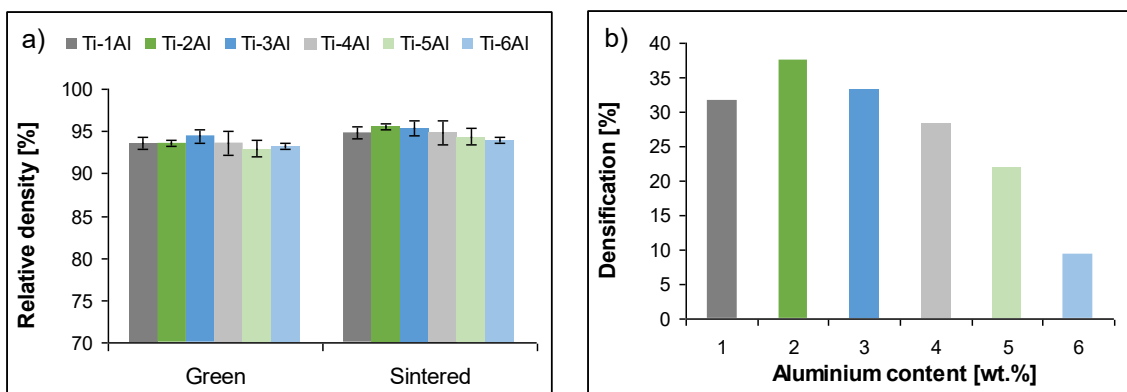 a) Ti-1Al Ti-2Al Ti-3Al Ti-4Al Ti-5Al Ti-6Al
Relative density [%]
100
95
90
85
80
75
70
Green Sintered
b)
Densification [%]
40
35
30
25
20
15
10
5
0
1 2 3 4 5 6
Aluminium content [wt.%]